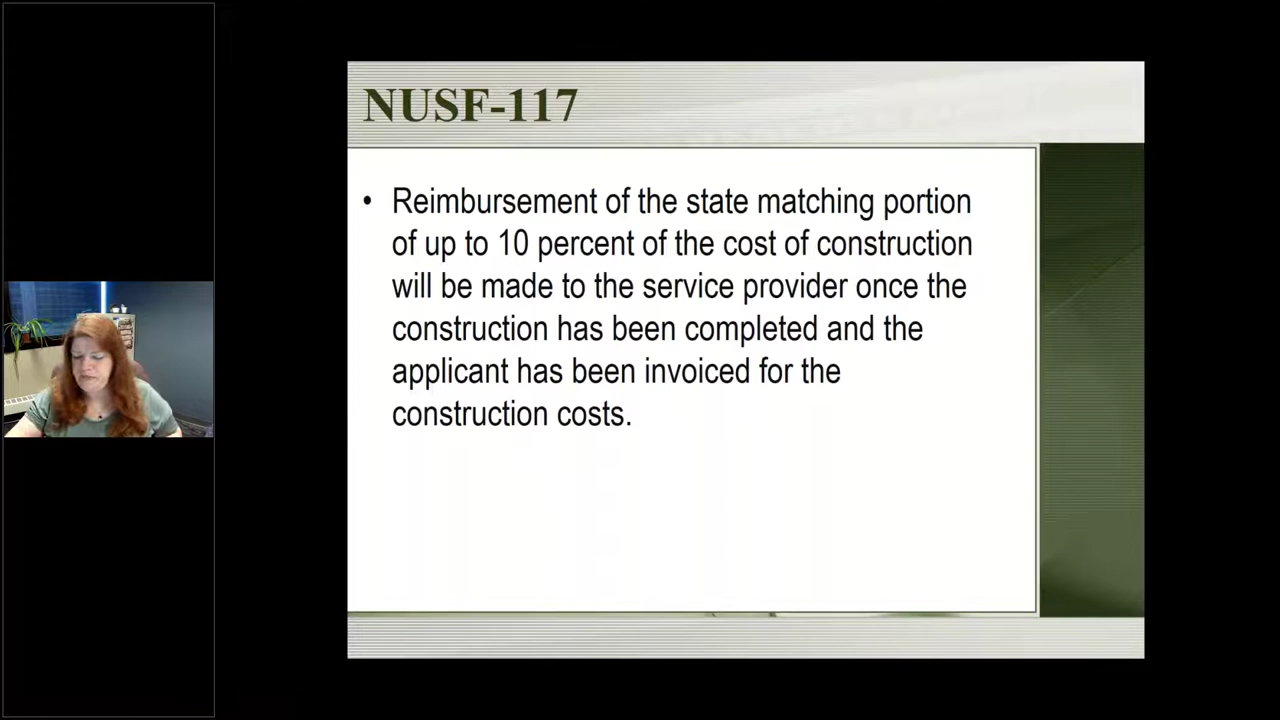 NUSF-117
• Reimbursement of the state matching portion
of up to 10 percent of the cost of construction
will be made to the service provider once the
construction has been completed and the
applicant has been invoiced for the
construction costs.